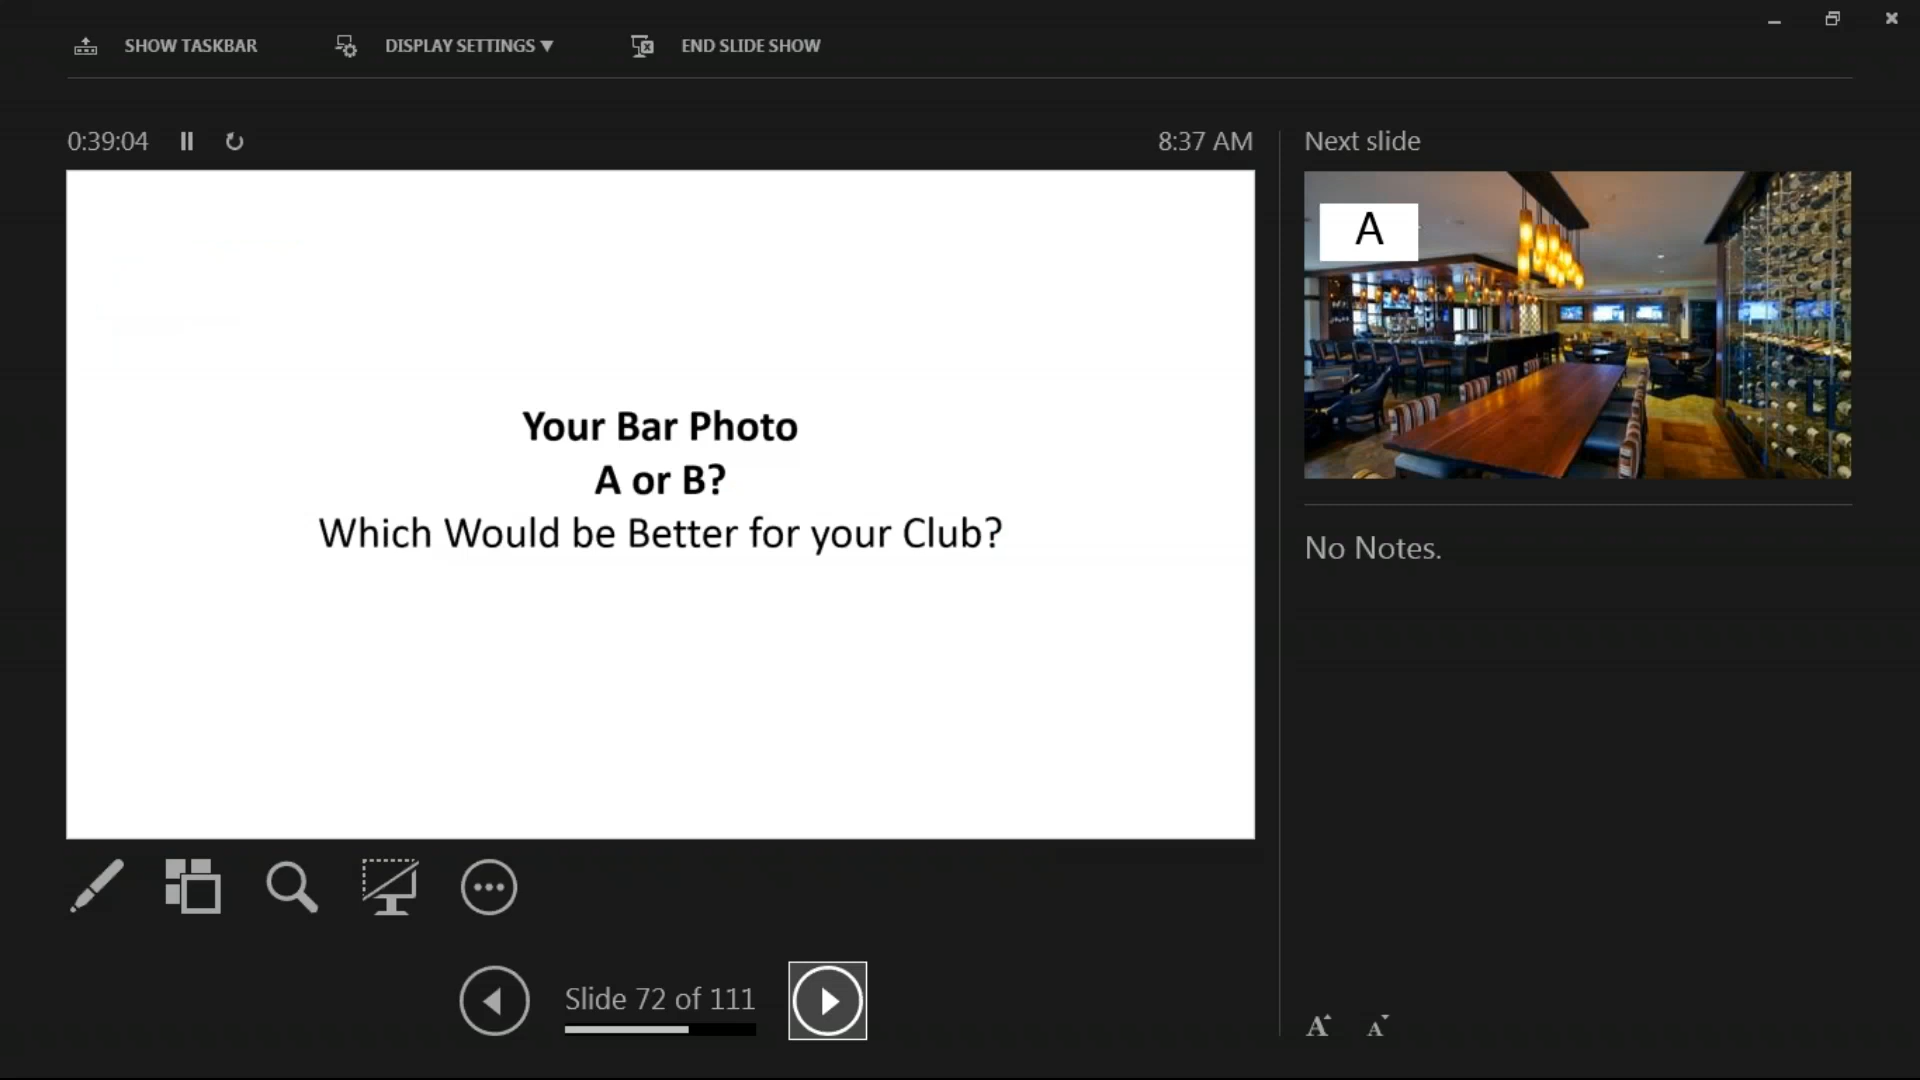 SHOW TASKBAR
DISPLAY SETTINGS ▼
END SLIDE SHOW
0:39:04
8:37 AM
Next slide
Your Bar Photo
A or B?
Which Would be Better for your Club?
A
No Notes.
Slide 72 of 111
A A